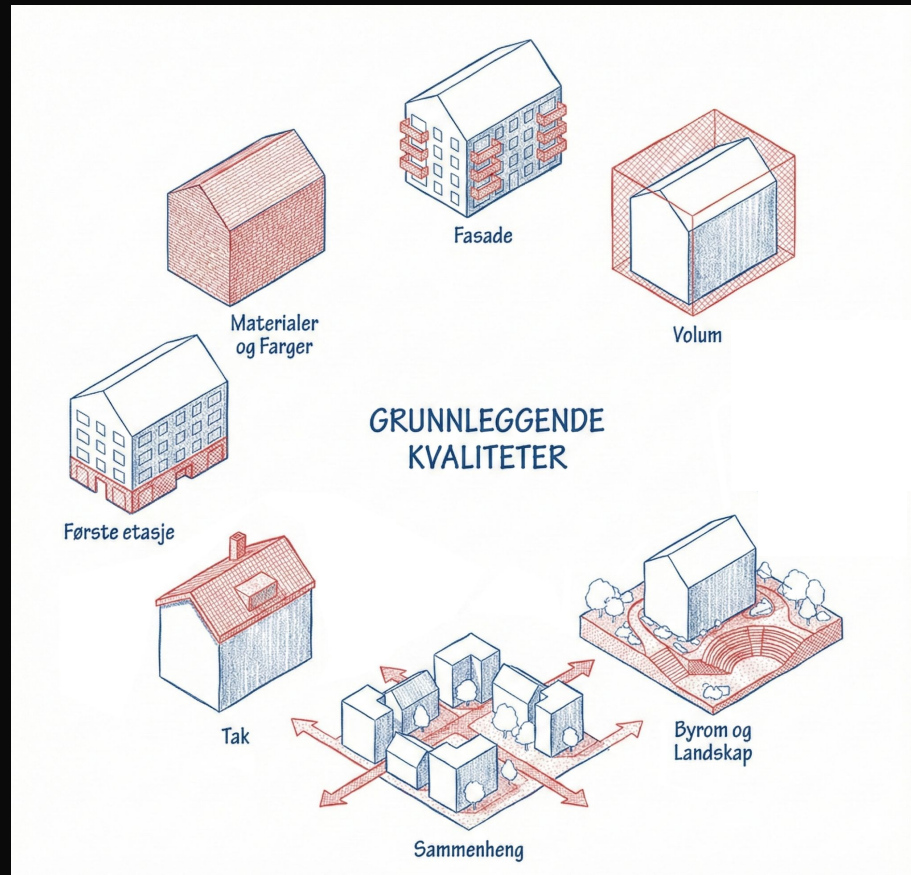 Fasade
Materialer
og Farger
Volum
GRUNNLEGGENDE
KVALITETER
Første etasje
Tak
Byrom og
Landskap
Sammenheng